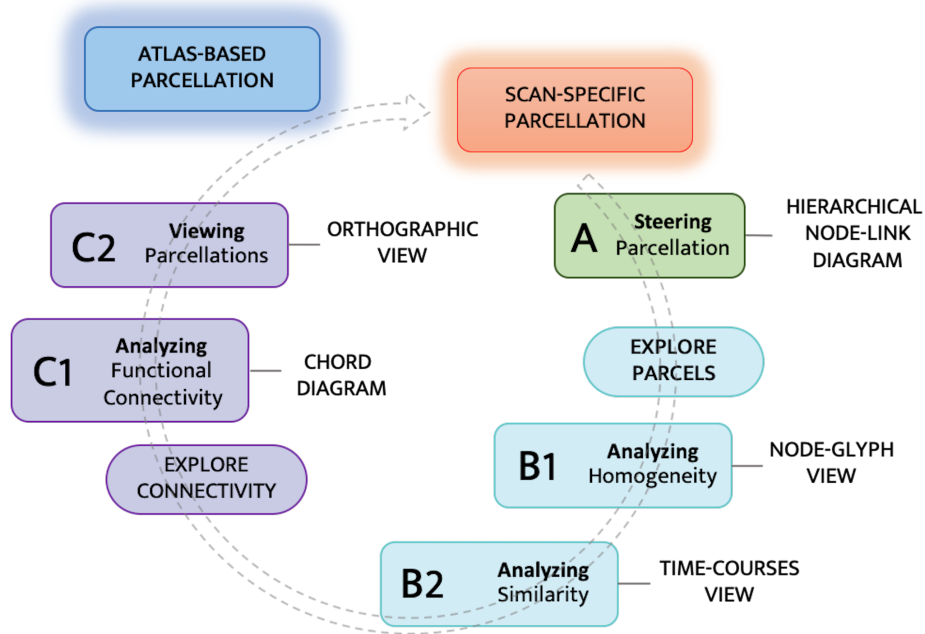 ATLAS-BASED
PARCELLATION
SCAN-SPECIFIC
PARCELLATION
A
Steering
Parcellation
HIERARCHICAL
NODE-LINK
DIAGRAM
EXPLORE
PARCELS
B1
Analyzing
Homogeneity
NODE-GLYPH
VIEW
B2
Analyzing
Similarity
TIME-COURSES
VIEW
EXPLORE
CONNECTIVITY
C1
Analyzing
Functional
Connectivity
CHORD
DIAGRAM
C2
Viewing
Parcellations
ORTHOGRAPHIC
VIEW